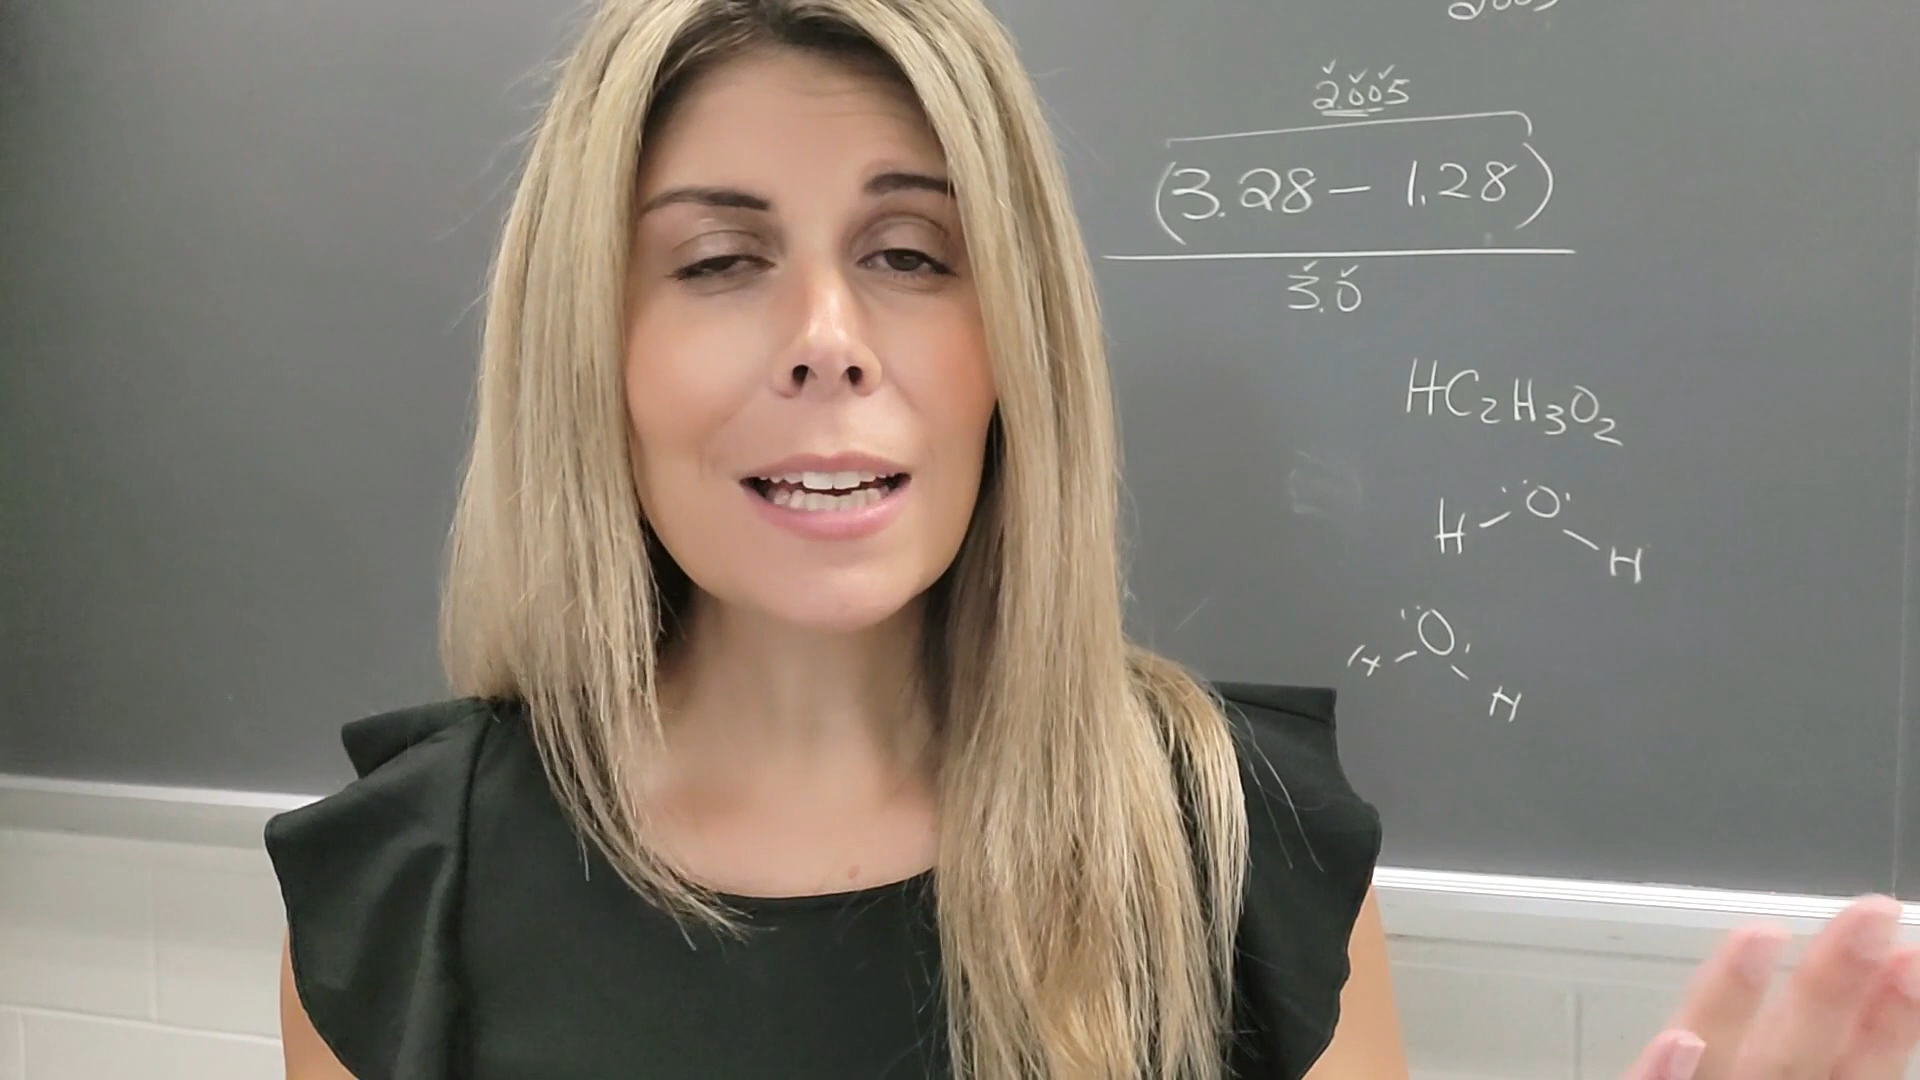 2.005
(3.28 – 1.28)
3.0
HC2H3O2
H – O – H
O
H